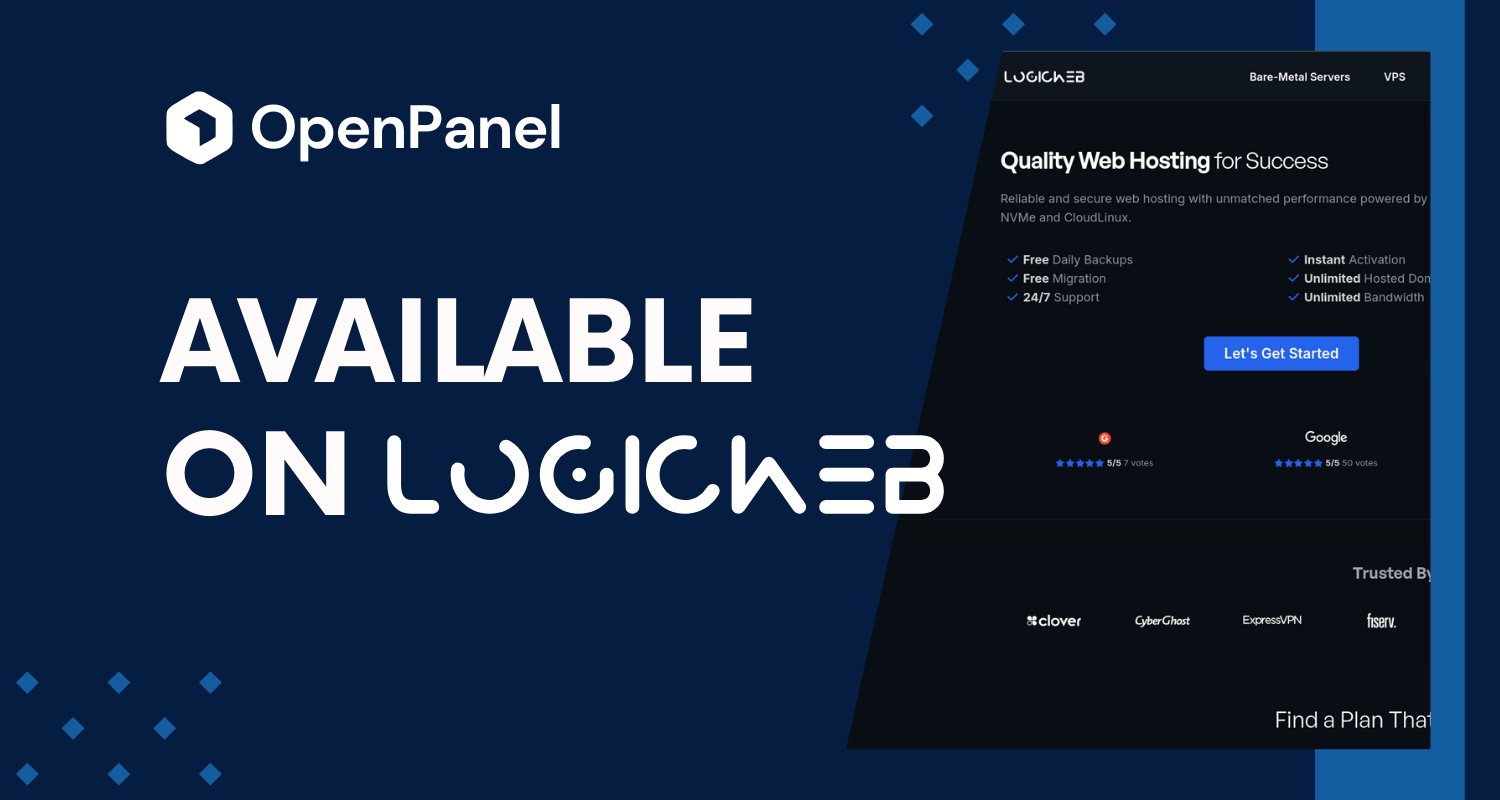 OpenPanel
AVAILABLE
ON LOGICWEB
LOGICWEB
Bare-Metal Servers
VPS
Quality Web Hosting for Success
Reliable and secure web hosting with unmatched performance powered by
NVMe and CloudLinux.
Free Daily Backups
Free Migration
24/7 Support
Instant Activation
Unlimited Hosted Dom
Unlimited Bandwidth
Let's Get Started
Google
5/5 7 votes
5/5 50 votes
Trusted By
clover
CyberGhost
ExpressVPN
fiserv.
Find a Plan That